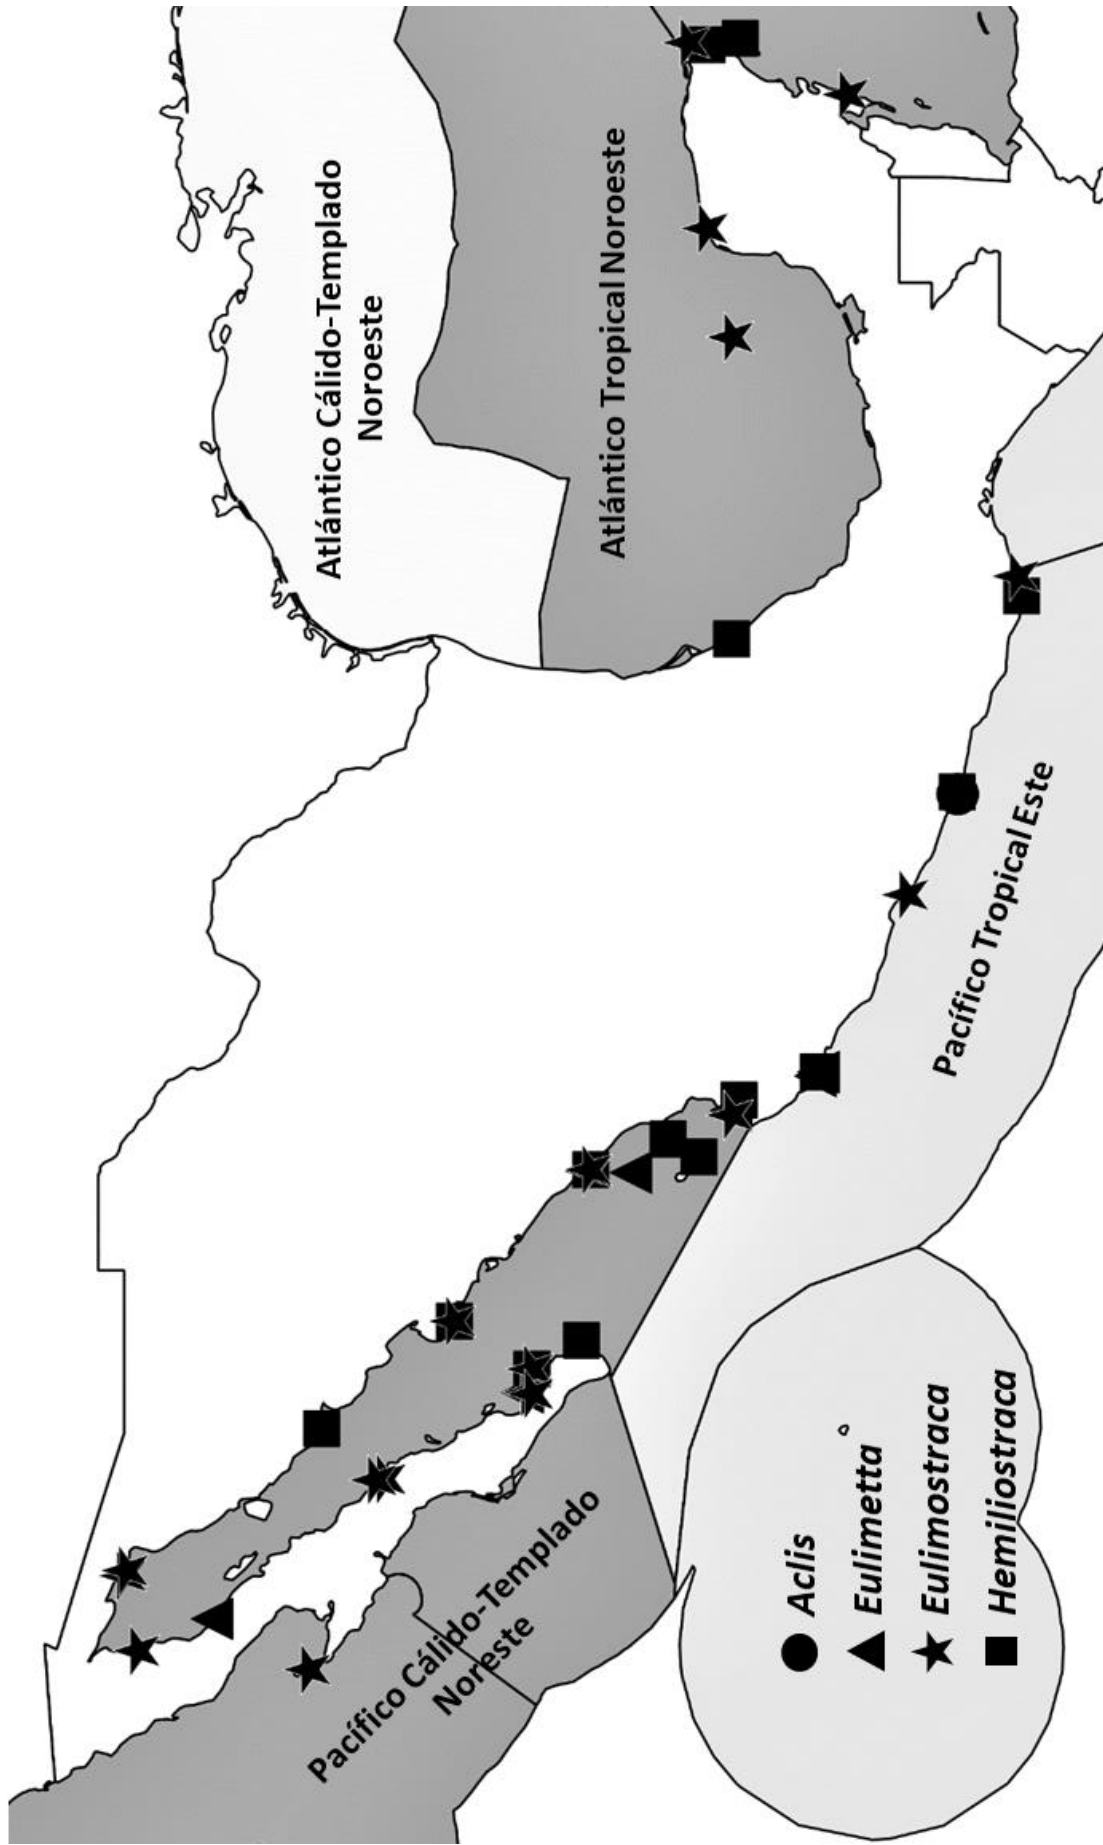 Atlántico Cálido-Templado
Noroeste
Atlántico Tropical Noroeste
Pacífico Tropical Este
Pacífico Cálido-Templado
Noreste
Aclis
Eulimetta
Eulimostraca
Hemiliostraca